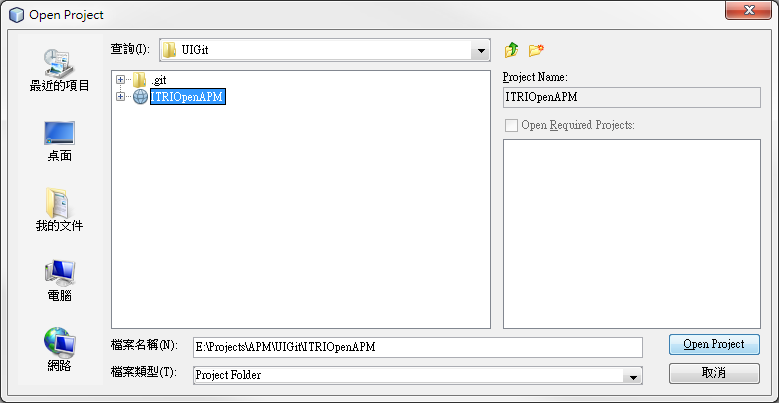 Open Project
查詢(I):
UIGit
最近的項目
桌面
我的文件
電腦
網路
.git
ITRIOpenAPM
Project Name:
ITRIOpenAPM
Open Required Projects:
檔案名稱(N):
E:\Projects\APM\UIGit\ITRIOpenAPM
Open Project
檔案類型(T):
Project Folder
取消